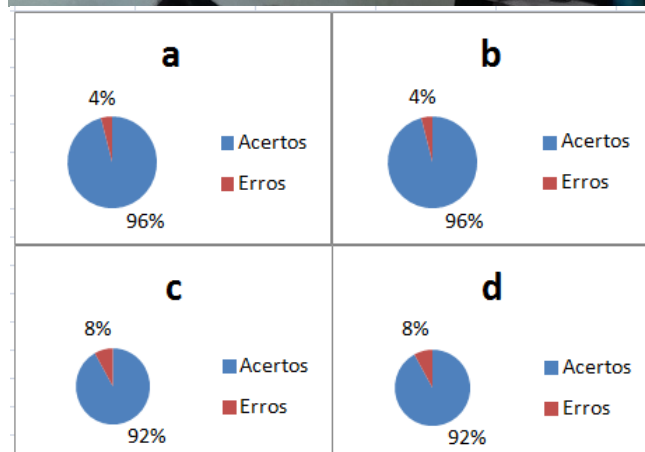 a
4%
Acertos
Erros
96%
b
4%
Acertos
Erros
96%
c
8%
Acertos
Erros
92%
d
8%
Acertos
Erros
92%